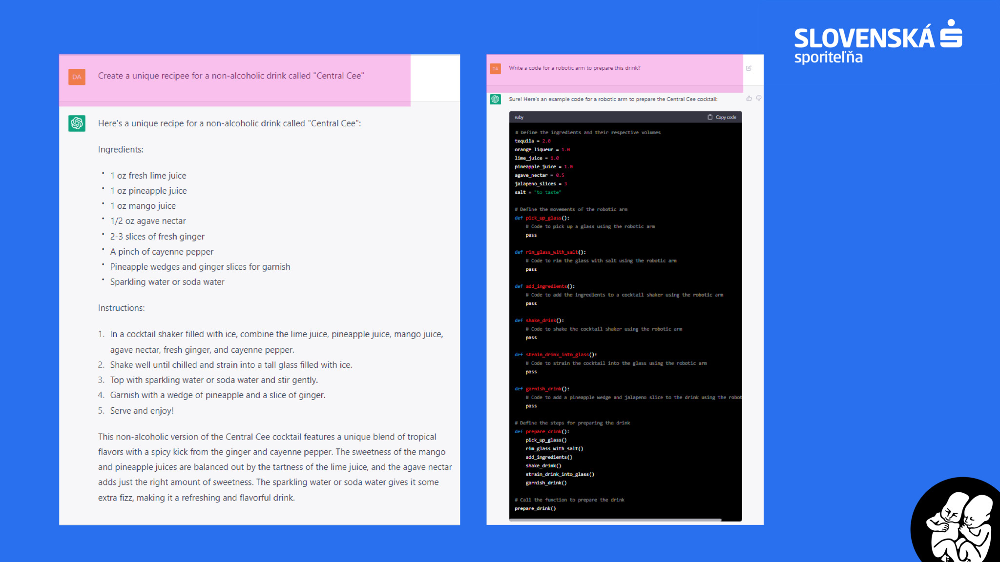 SLOVENSKÁ
sporiteľňa
DA
Create a unique recipee for a non-alcoholic drink called "Central Cee"
Here's a unique recipe for a non-alcoholic drink called "Central Cee":
Ingredients:
• 1 oz fresh lime juice
• 1 oz pineapple juice
• 1 oz mango juice
• 1/2 oz agave nectar
• 2-3 slices of fresh ginger
• A pinch of cayenne pepper
• Pineapple wedges and ginger slices for garnish
• Sparkling water or soda water
Instructions:
1. In a cocktail shaker filled with ice, combine the lime juice, pineapple juice, mango juice,
agave nectar, fresh ginger, and cayenne pepper.
2. Shake well until chilled and strain into a tall glass filled with ice.
3. Top with sparkling water or soda water and stir gently.
4. Garnish with a wedge of pineapple and a slice of ginger.
5. Serve and enjoy!
This non-alcoholic version of the Central Cee cocktail features a unique blend of tropical
flavors with a spicy kick from the ginger and cayenne pepper. The sweetness of the mango
and pineapple juices are balanced out by the tartness of the lime juice, and the agave nectar
adds just the right amount of sweetness. The sparkling water or soda water gives it some
extra fizz, making it a refreshing and flavorful drink.
DA
Write a code for a robotic arm to prepare this drink?
Sure! Here's an example code for a robotic arm to prepare the Central Cee cocktail:
ruby
Copy code
# Define the ingredients and their respective volumes
tequila = 2.0
orange_liqueur = 1.0
lime_juice = 1.0
pineapple_juice = 1.0
agave_nectar = 0.5
jalapeno_slices = 3
salt = "to taste"
# Define the movements of the robotic arm
def pick_up_glass():
# Code to pick up a glass using the robotic arm
pass
def rim_glass_with_salt():
# Code to rim the glass with salt using the robotic arm
pass
def add_ingredients():
# Code to add the ingredients to a cocktail shaker using the robotic arm
pass
def shake_drink():
# Code to shake the cocktail shaker using the robotic arm
pass
def strain_drink_into_glass():
# Code to strain the cocktail into the glass using the robotic arm
pass
def garnish_drink():
# Code to add a pineapple wedge and jalapeno slice to the drink using the robot
pass
# Define the steps for preparing the drink
def prepare_drink():
pick_up_glass()
rim_glass_with_salt()
add_ingredients()
shake_drink()
strain_drink_into_glass()
garnish_drink()
# Call the function to prepare the drink
prepare_drink()